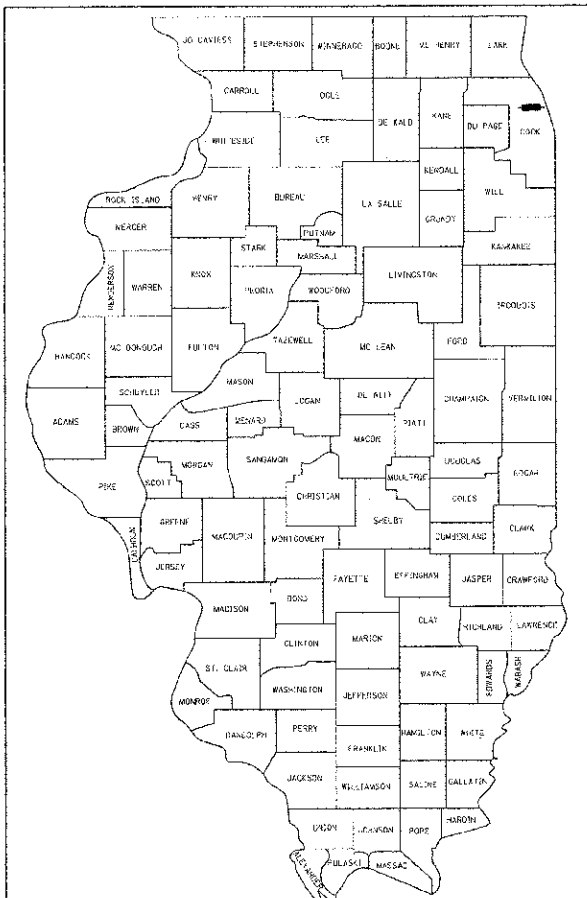 JO DAVIESS
STEPHENSON
WINNEBAGO
BOONE
MC HENRY
LAKE
CARROLL
OGLE
DE KALB
KANE
DU PAGE
COOK
WHITESIDE
LEE
KENDALL
WILL
ROCK ISLAND
HENRY
BUREAU
LA SALLE
GRUNDY
MERCER
PUTNAM
STARK
MARSHALL
KANKAKEE
HENDERSON
WARREN
KNOX
PEORIA
WOODFORD
LIVINGSTON
IROQUOIS
HANCOCK
MC DONOUGH
FULTON
TAZEWELL
MC LEAN
FORD
SCHUYLER
MASON
LOGAN
DE WITT
CHAMPAIGN
VERMILION
ADAMS
BROWN
CASS
MENARD
PIATT
MACON
PIKE
SCOTT
MORGAN
SANGAMON
CHRISTIAN
MOULTRIE
DOUGLAS
EDGAR
COLES
CALHOUN
GREENE
MACOUPIN
MONTGOMERY
SHELBY
CUMBERLAND
CLARK
JERSEY
FAYETTE
EFFINGHAM
JASPER
CRAWFORD
MADISON
BOND
CLAY
RICHLAND
LAWRENCE
CLINTON
MARION
ST. CLAIR
WAYNE
EDWARDS
WABASH
MONROE
WASHINGTON
JEFFERSON
RANDOLPH
PERRY
FRANKLIN
HAMILTON
WHITE
JACKSON
WILLIAMSON
SALINE
GALLATIN
UNION
JOHNSON
POPE
HARDIN
ALEXANDER
PULASKI
MASSAC